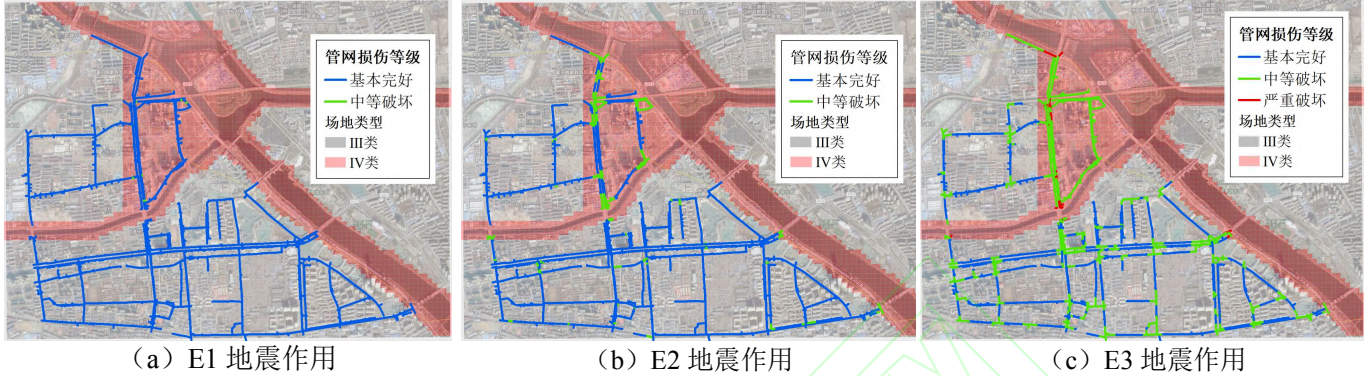 管网损伤等级
基本完好
中等破坏
场地类型
III类
IV类
管网损伤等级
基本完好
中等破坏
场地类型
III类
IV类
管网损伤等级
基本完好
中等破坏
严重破坏
场地类型
III类
IV类
(a) E1 地震作用
(b) E2 地震作用
(c) E3 地震作用